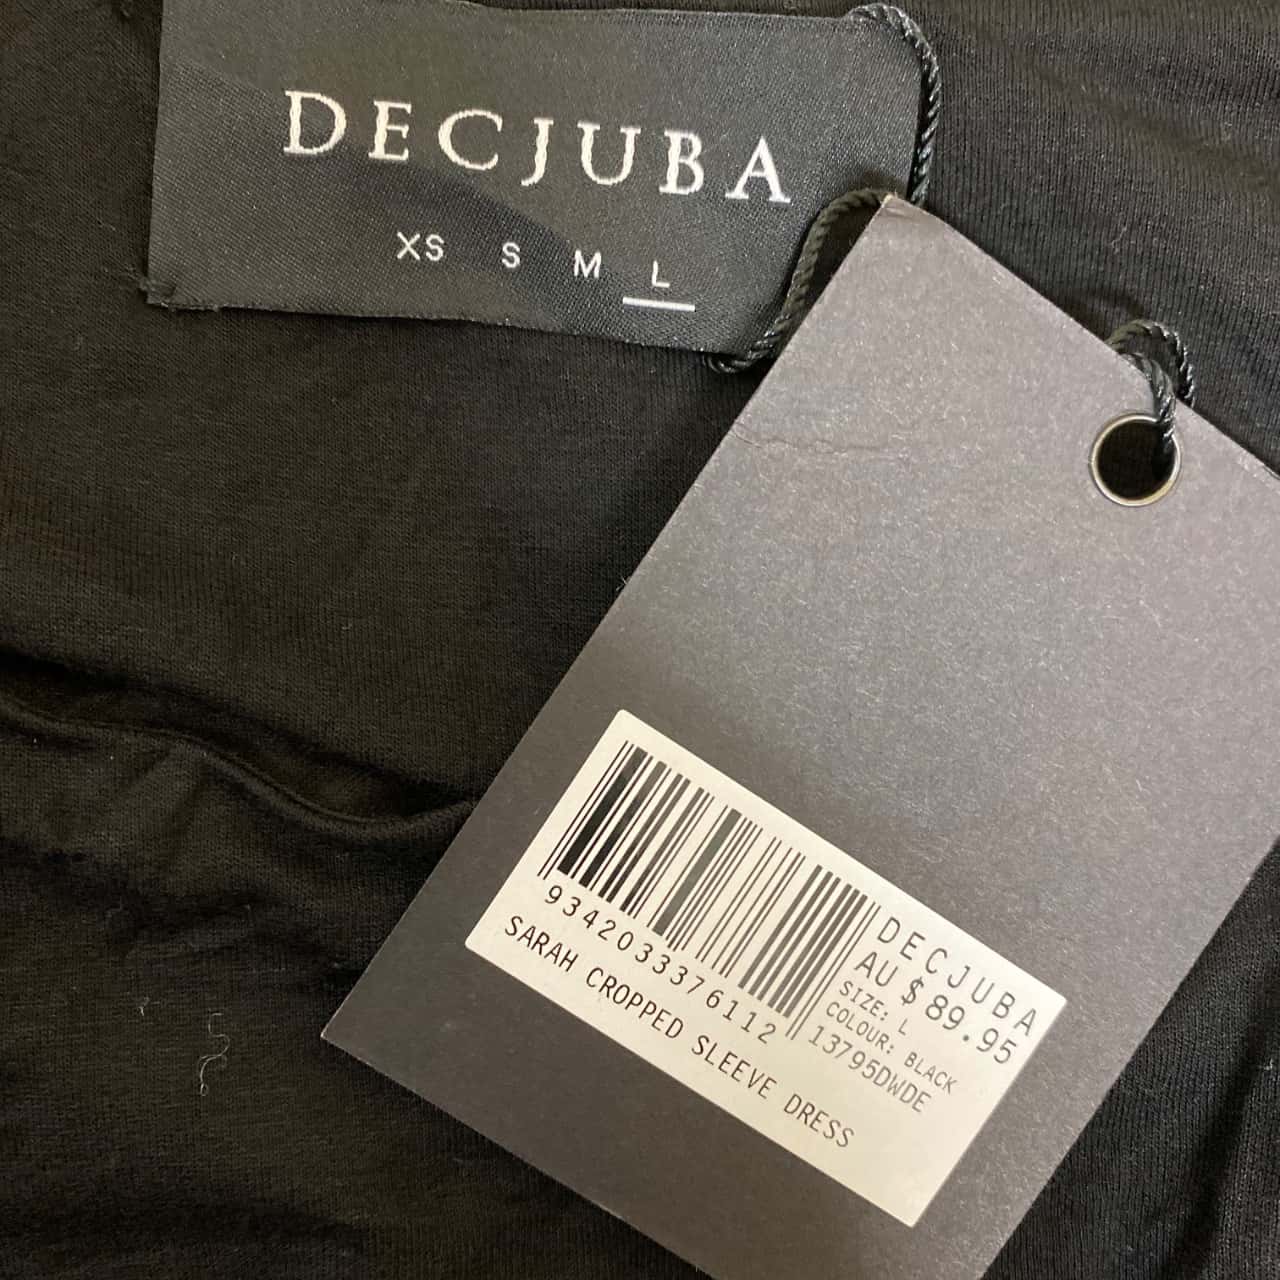 DECJUBA
XS S M L
9342033376112
SARAH CROPPED SLEEVE DRESS
DECJUBA
AU $89.95
SIZE: L
COLOUR: BLACK
13795DWDE